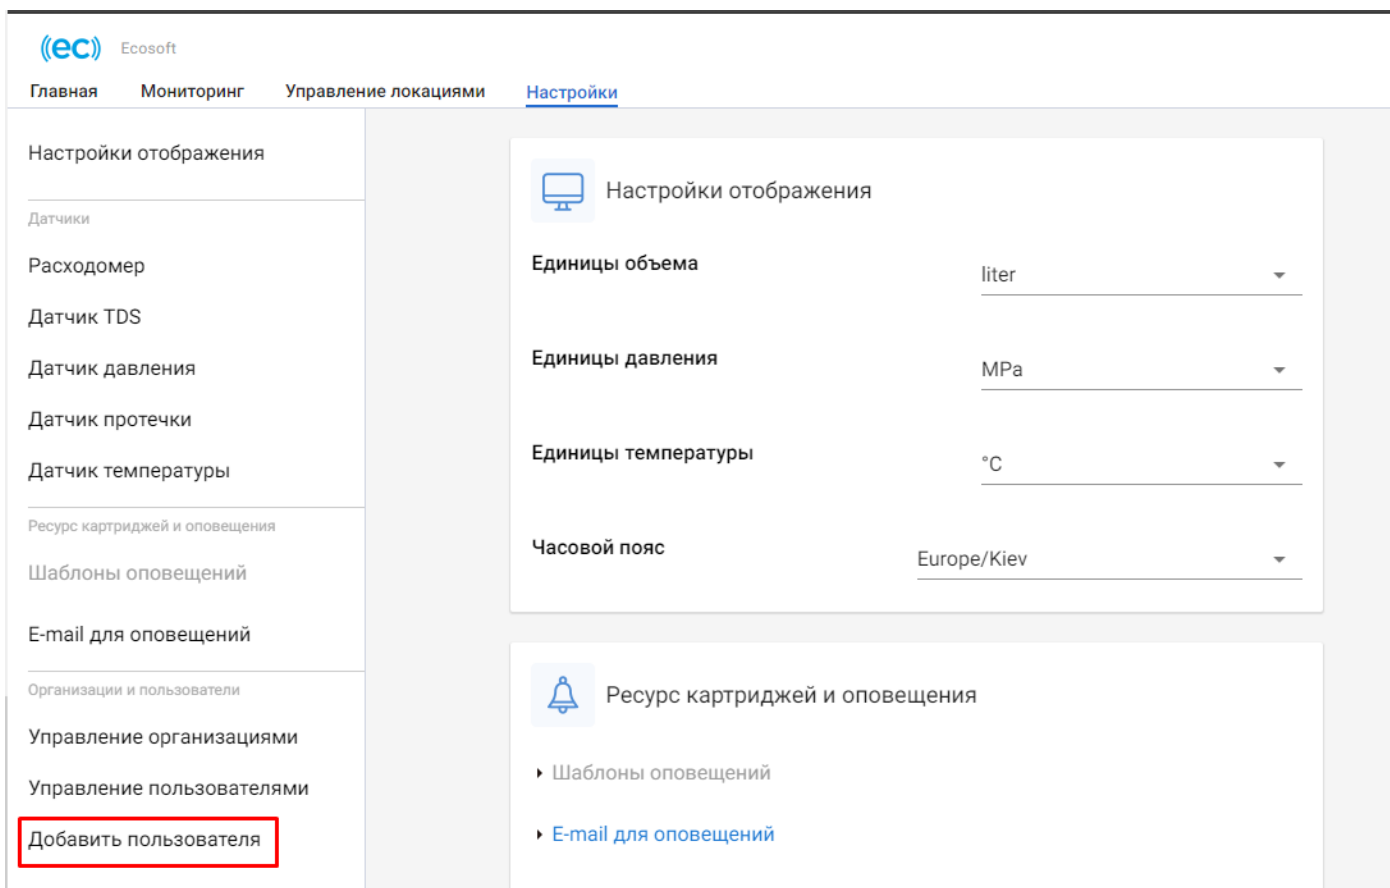 ((ec)) Ecosoft
Главная Мониторинг Управление локациями Настройки
Настройки отображения
Датчики
Расходомер
Датчик TDS
Датчик давления
Датчик протечки
Датчик температуры
Ресурс картриджей и оповещения
Шаблоны оповещений
E-mail для оповещений
Организации и пользователи
Управление организациями
Управление пользователями
Добавить пользователя
Настройки отображения
Единицы объема liter
Единицы давления MPa
Единицы температуры °C
Часовой пояс Europe/Kiev
Ресурс картриджей и оповещения
Шаблоны оповещений
E-mail для оповещений